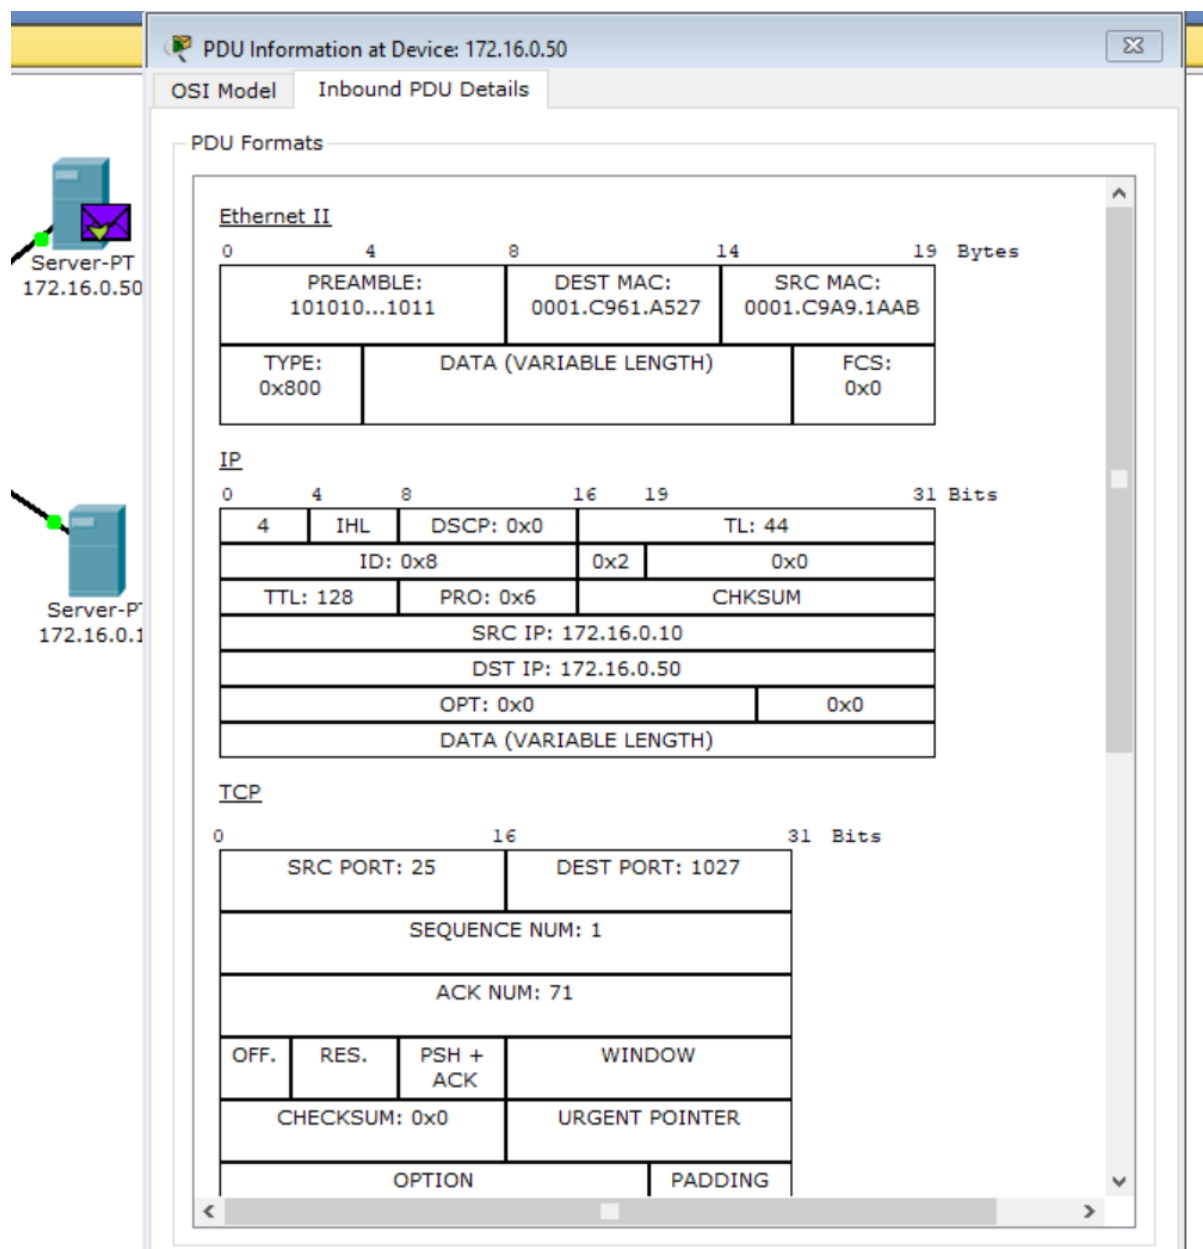 PDU Information at Device: 172.16.0.50
OSI Model Inbound PDU Details
PDU Formats
Ethernet II
0 4 8 14 19 Bytes
PREAMBLE: DEST MAC: SRC MAC:
101010...1011 0001.C961.A527 0001.C9A9.1AAB
TYPE: DATA (VARIABLE LENGTH) FCS:
0x800 0x0
IP
0 4 8 16 19 31 Bits
4 IHL DSCP: 0x0 TL: 44
ID: 0x8 0x2 0x0
TTL: 128 PRO: 0x6 CHKSUM
SRC IP: 172.16.0.10
DST IP: 172.16.0.50
OPT: 0x0 0x0
DATA (VARIABLE LENGTH)
TCP
0 16 31 Bits
SRC PORT: 25 DEST PORT: 1027
SEQUENCE NUM: 1
ACK NUM: 71
OFF. RES. PSH + WINDOW
ACK
CHECKSUM: 0x0 URGENT POINTER
OPTION PADDING
Server-PT
172.16.0.50
Server-P
172.16.0.1